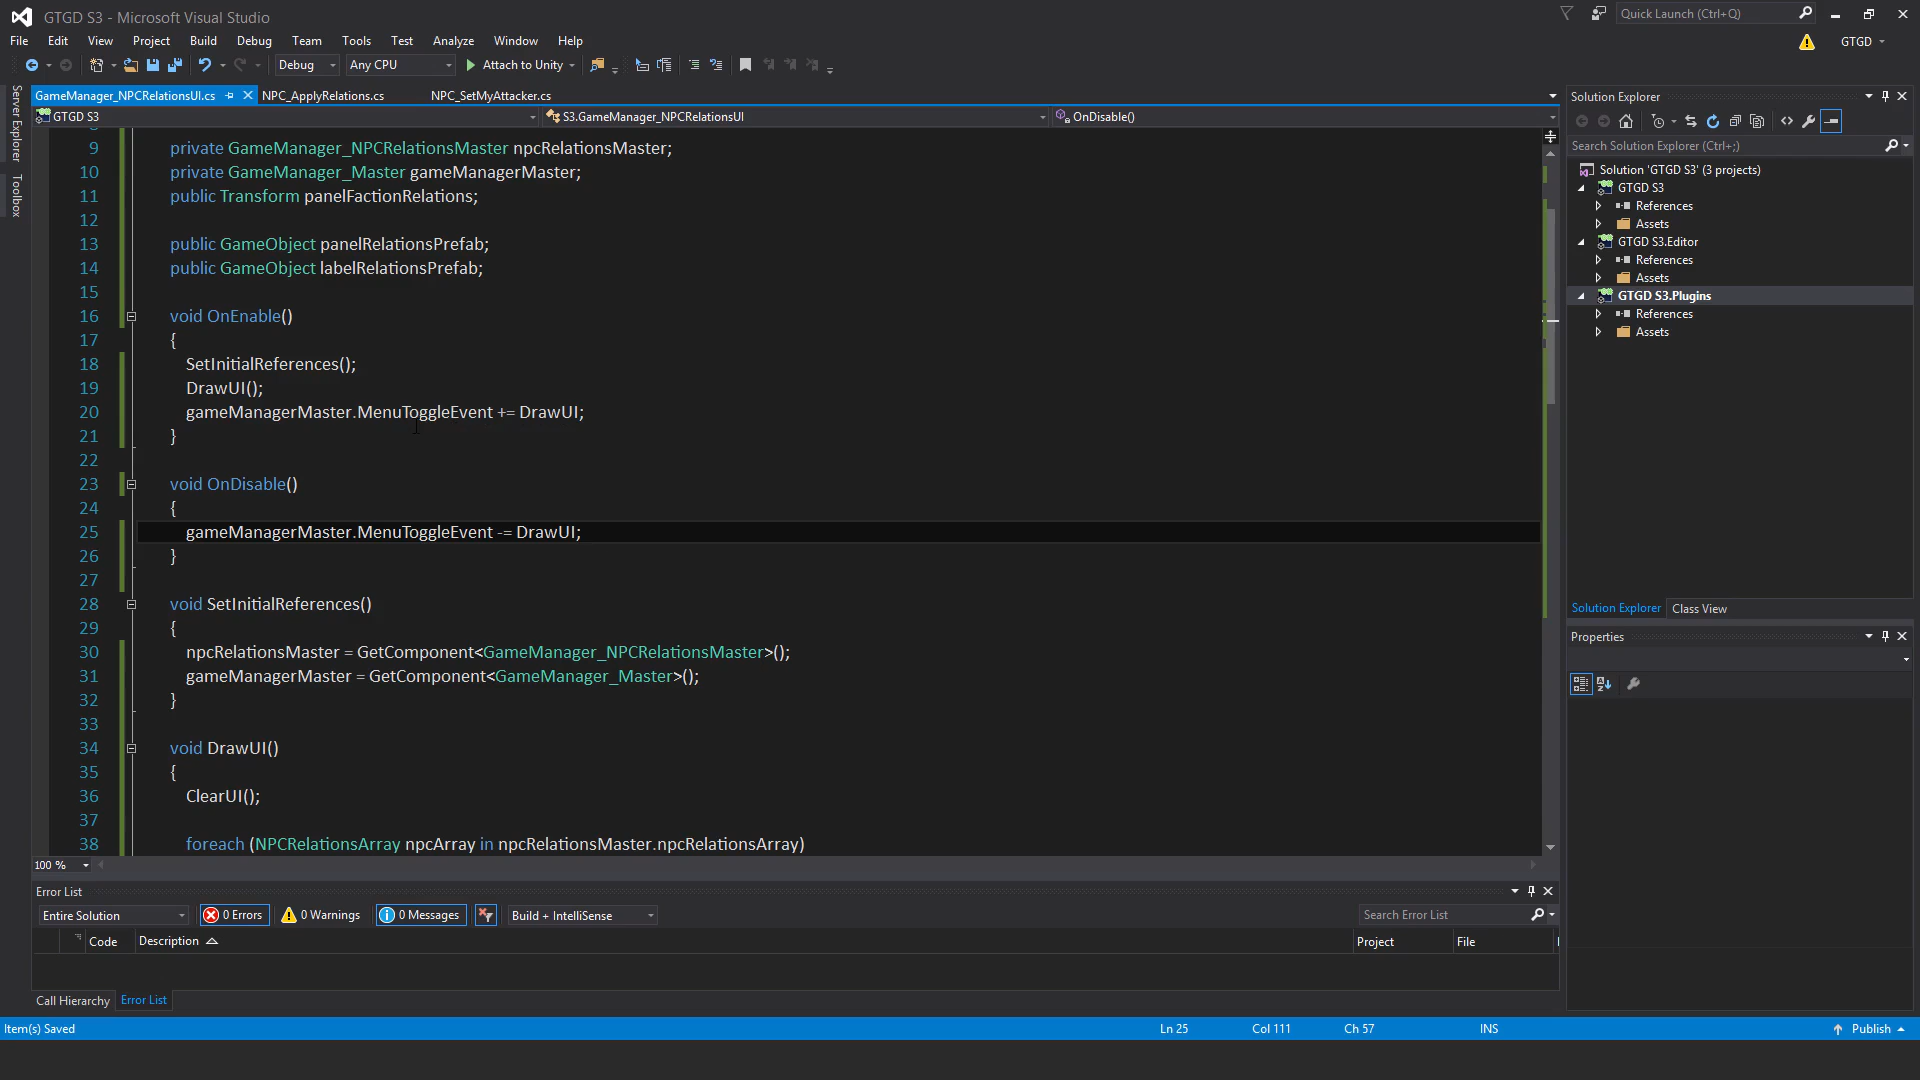 GTGD S3 - Microsoft Visual Studio
Quick Launch (Ctrl+Q)
File Edit View Project Build Debug Team Tools Test Analyze Window Help
GTGD
Debug Any CPU Attach to Unity
Server Explorer
Toolbox
GameManager_NPCRelationsUI.cs NPC_ApplyRelations.cs NPC_SetMyAttacker.cs
GTGD S3 S3.GameManager_NPCRelationsUI OnDisable()
9 private GameManager_NPCRelationsMaster npcRelationsMaster;
10 private GameManager_Master gameManagerMaster;
11 public Transform panelFactionRelations;
12
13 public GameObject panelRelationsPrefab;
14 public GameObject labelRelationsPrefab;
15
16 void OnEnable()
17 {
18 SetInitialReferences();
19 DrawUI();
20 gameManagerMaster.MenuToggleEvent += DrawUI;
21 }
22
23 void OnDisable()
24 {
25 gameManagerMaster.MenuToggleEvent -= DrawUI;
26 }
27
28 void SetInitialReferences()
29 {
30 npcRelationsMaster = GetComponent<GameManager_NPCRelationsMaster>();
31 gameManagerMaster = GetComponent<GameManager_Master>();
32 }
33
34 void DrawUI()
35 {
36 ClearUI();
37
38 foreach (NPCRelationsArray npcArray in npcRelationsMaster.npcRelationsArray)
100 %
Solution Explorer
Search Solution Explorer (Ctrl+;)
Solution 'GTGD S3' (3 projects)
GTGD S3
References
Assets
GTGD S3.Editor
References
Assets
GTGD S3.Plugins
References
Assets
Solution Explorer Class View
Properties
Error List
Entire Solution 0 Errors 0 Warnings 0 Messages Build + IntelliSense Search Error List
Code Description Project File
Call Hierarchy Error List
Item(s) Saved Ln 25 Col 111 Ch 57 INS Publish